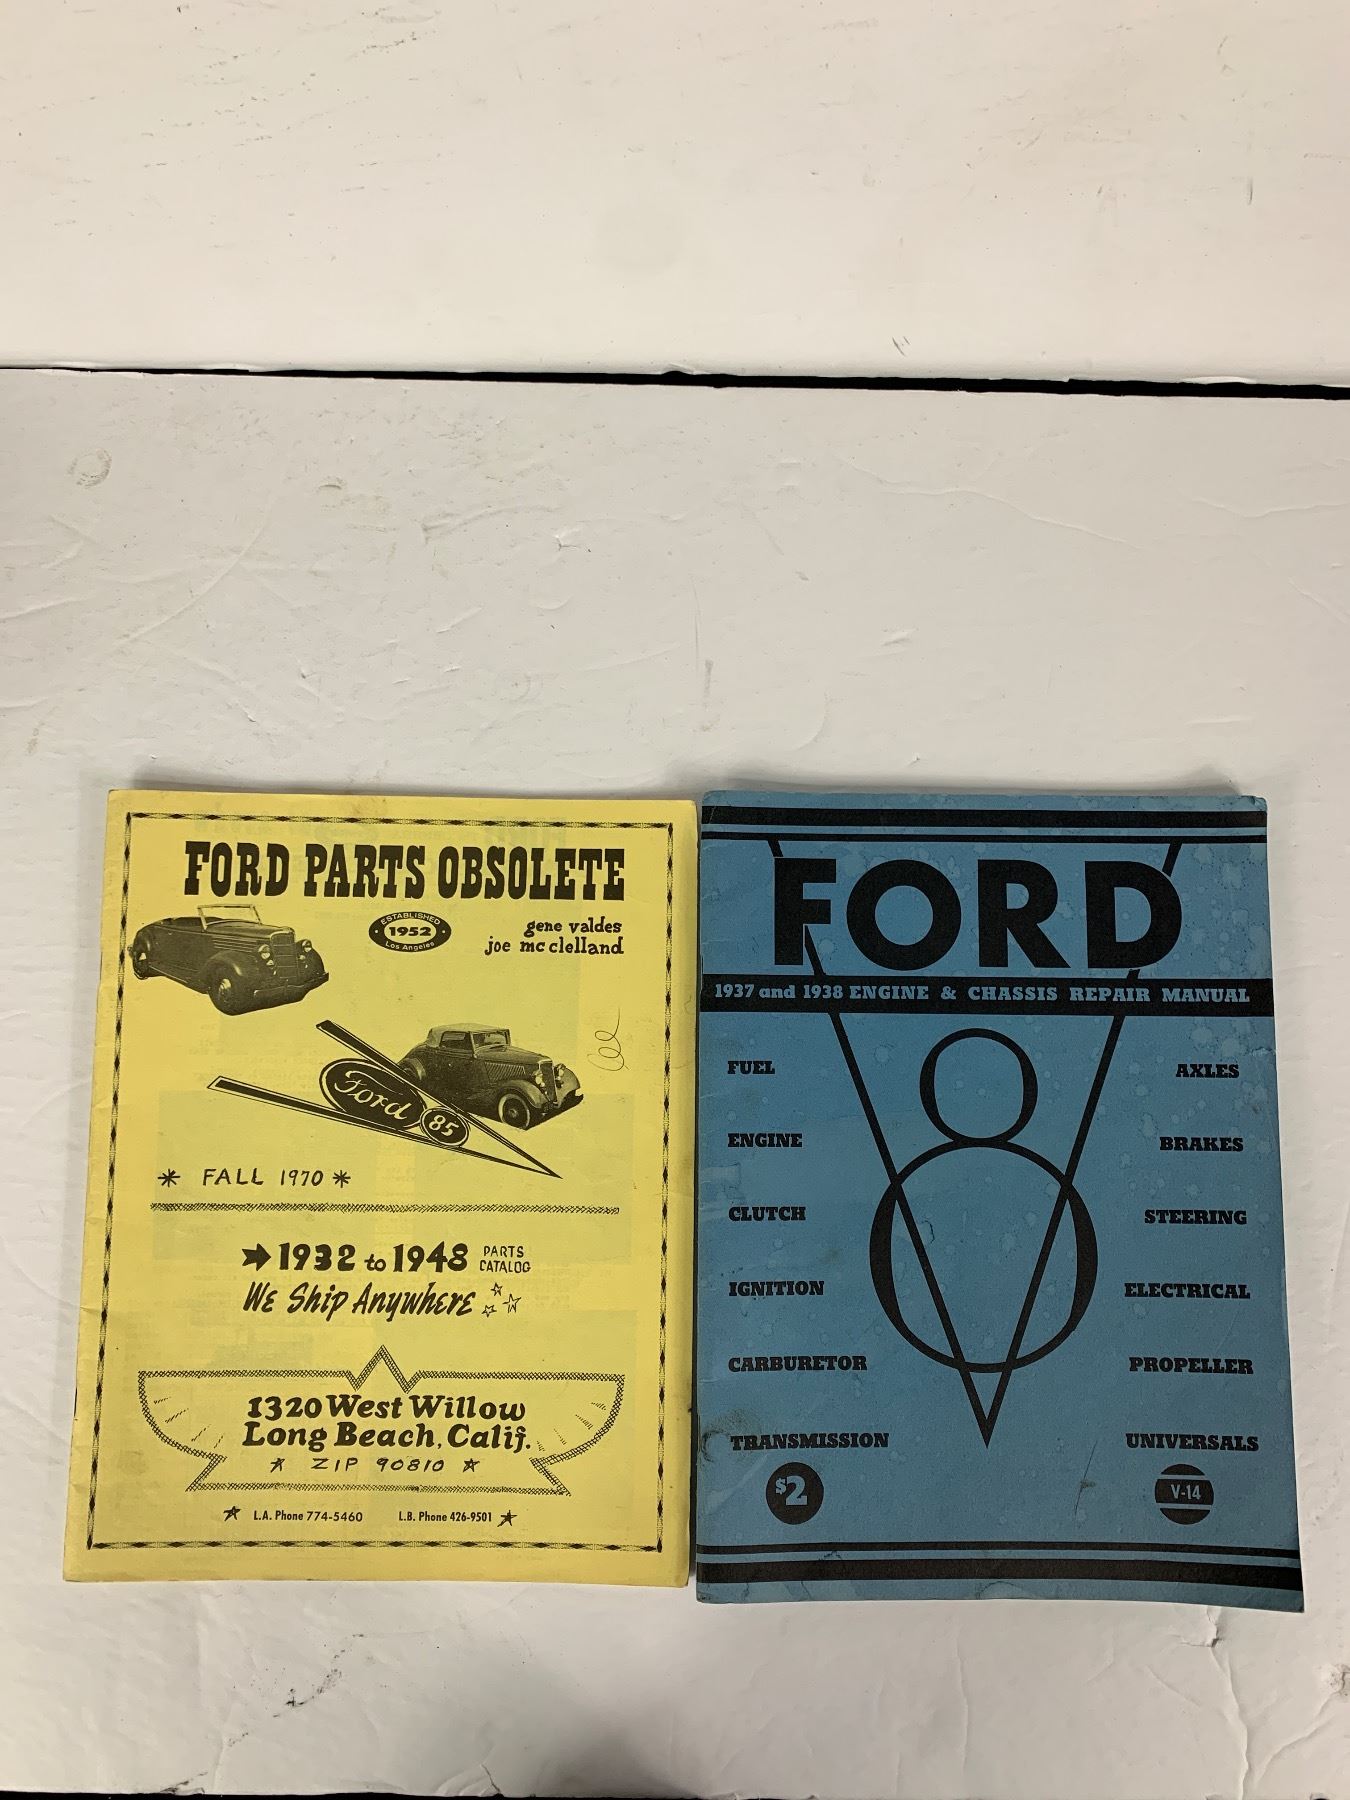 FORD PARTS OBSOLETE
ESTABLISHED
1952
Los Angeles
gene valdes
joe mc clelland
Ford
85
* FALL 1970 *
1932 to 1948 PARTS CATALOG
We Ship Anywhere
1320 West Willow
Long Beach, Calif.
ZIP 90810
L.A. Phone 774-5460 L.B. Phone 426-9501
FORD
1937 and 1938 ENGINE & CHASSIS REPAIR MANUAL
V8
FUEL AXLES
ENGINE BRAKES
CLUTCH STEERING
IGNITION ELECTRICAL
CARBURETOR PROPELLER
TRANSMISSION UNIVERSALS
$2 V-14